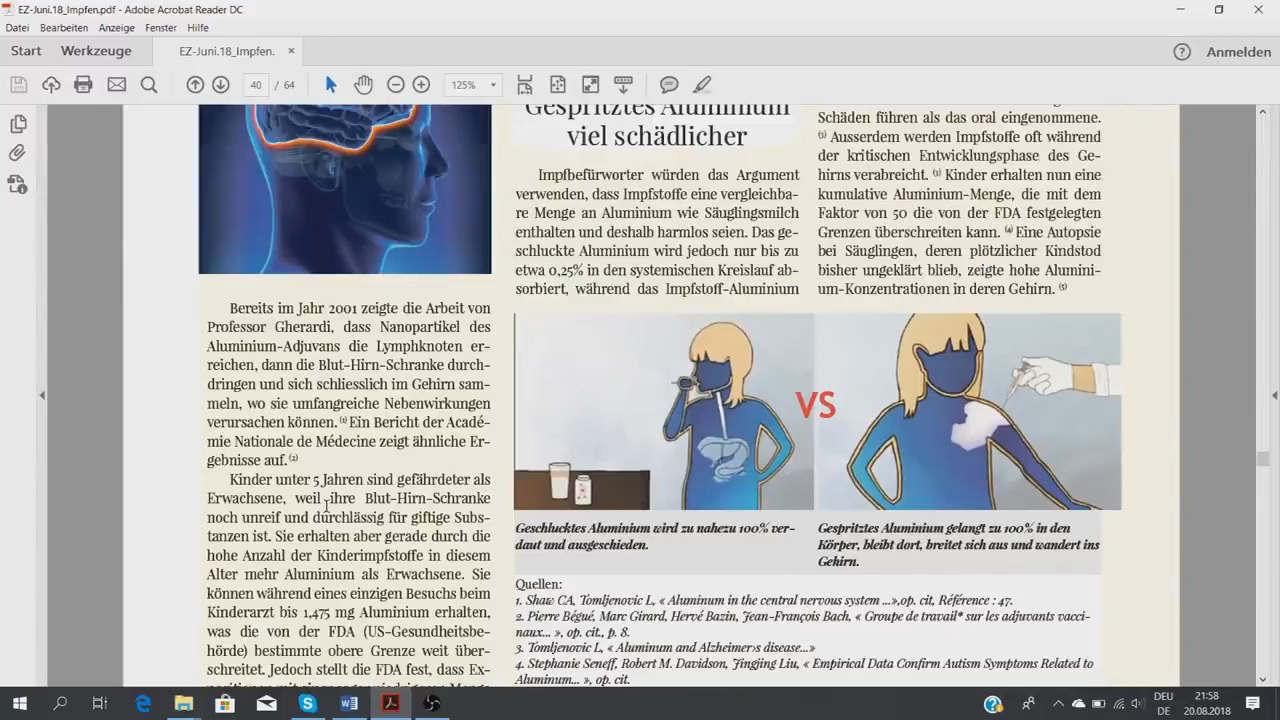 EZ-Juni.18_Impfen.pdf - Adobe Acrobat Reader DC
Datei Bearbeiten Anzeige Fenster Hilfe
Start Werkzeuge EZ-Juni.18_Impfen. × ? Anmelden
40 / 64 125%
Bereits im Jahr 2001 zeigte die Arbeit von
Professor Gherardi, dass Nanopartikel des
Aluminium-Adjuvans die Lymphknoten er-
reichen, dann die Blut-Hirn-Schranke durch-
dringen und sich schliesslich im Gehirn sam-
meln, wo sie umfangreiche Nebenwirkungen
verursachen können. (1) Ein Bericht der Acadé-
mie Nationale de Médecine zeigt ähnliche Er-
gebnisse auf. (2)
Kinder unter 5 Jahren sind gefährdeter als
Erwachsene, weil ihre Blut-Hirn-Schranke
noch unreif und durchlässig für giftige Subs-
tanzen ist. Sie erhalten aber gerade durch die
hohe Anzahl der Kinderimpfstoffe in diesem
Alter mehr Aluminium als Erwachsene. Sie
können während eines einzigen Besuchs beim
Kinderarzt bis 1,475 mg Aluminium erhalten,
was die von der FDA (US-Gesundheitsbe-
hörde) bestimmte obere Grenze weit über-
schreitet. Jedoch stellt die FDA fest, dass Ex-
Gespritztes Aluminium
viel schädlicher
Impfbefürworter würden das Argument
verwenden, dass Impfstoffe eine vergleichba-
re Menge an Aluminium wie Säuglingsmilch
enthalten und deshalb harmlos seien. Das ge-
schluckte Aluminium wird jedoch nur bis zu
etwa 0,25% in den systemischen Kreislauf ab-
sorbiert, während das Impfstoff-Aluminium
Schäden führen als das oral eingenommene.
(3) Ausserdem werden Impfstoffe oft während
der kritischen Entwicklungsphase des Ge-
hirns verabreicht. (3) Kinder erhalten nun eine
kumulative Aluminium-Menge, die mit dem
Faktor von 50 die von der FDA festgelegten
Grenzen überschreiten kann. (4) Eine Autopsie
bei Säuglingen, deren plötzlicher Kindstod
bisher ungeklärt blieb, zeigte hohe Alumini-
um-Konzentrationen in deren Gehirn. (5)
VS
Geschlucktes Aluminium wird zu nahezu 100% ver-
daut und ausgeschieden.
Gespritztes Aluminium gelangt zu 100% in den
Körper, bleibt dort, breitet sich aus und wandert ins
Gehirn.
Quellen:
1. Shaw CA, Tomljenovic L, « Aluminum in the central nervous system ...»,op. cit, Référence : 47.
2. Pierre Bégué, Marc Girard, Hervé Bazin, Jean-François Bach, « Groupe de travail* sur les adjuvants vacci-
naux... », op. cit., p. 8.
3. Tomljenovic L, « Aluminum and Alzheimer›s disease...»
4. Stephanie Seneff, Robert M. Davidson, Jingjing Liu, « Empirical Data Confirm Autism Symptoms Related to
Aluminum... », op. cit.
DEU 21:58
DE 20.08.2018